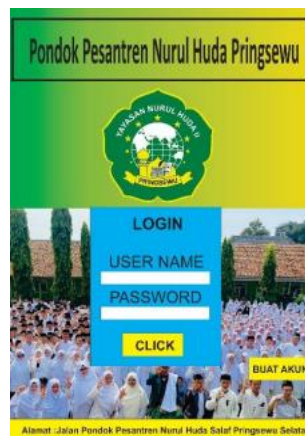 Pondok Pesantren Nurul Huda Pringsewu
YAYASAN NURUL HUDA II
PRINGSEWU
LOGIN
USER NAME
PASSWORD
CLICK
BUAT AKUN
Alamat :Jalan Pondok Pesantren Nurul Huda Salaf Pringsewu Selata